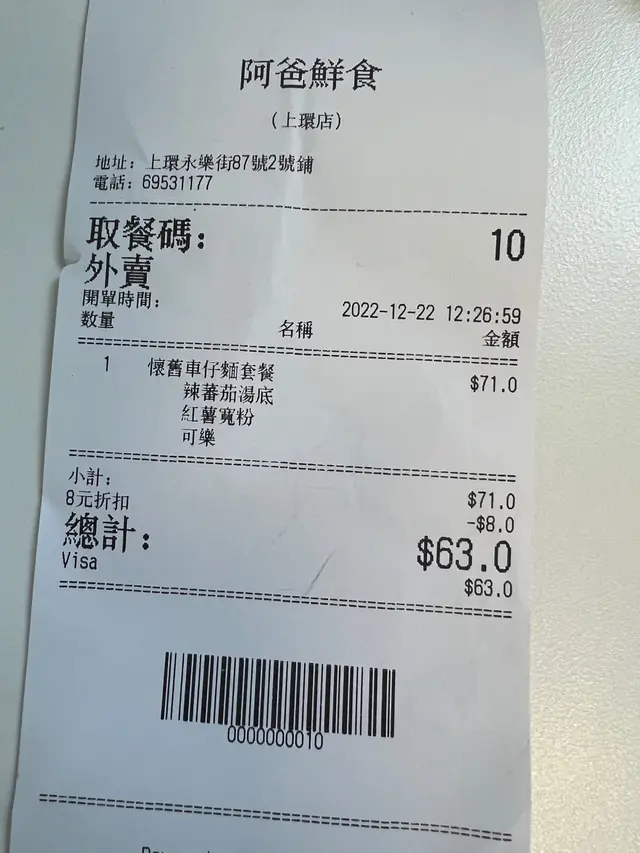 阿爸鮮食
(上環店)
地址：上環永樂街87號2號鋪
電話：69531177
取餐碼： 10
外賣
開單時間： 2022-12-22 12:26:59
数量 名稱 金額
1 懷舊車仔麵套餐 $71.0
辣蕃茄湯底
紅薯寬粉
可樂
小計： $71.0
8元折扣 -$8.0
總計： $63.0
Visa $63.0
0000000010